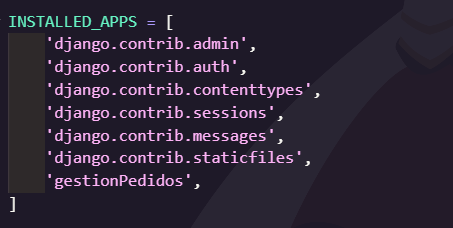 INSTALLED_APPS = [
    'django.contrib.admin',
    'django.contrib.auth',
    'django.contrib.contenttypes',
    'django.contrib.sessions',
    'django.contrib.messages',
    'django.contrib.staticfiles',
    'gestionPedidos',
]